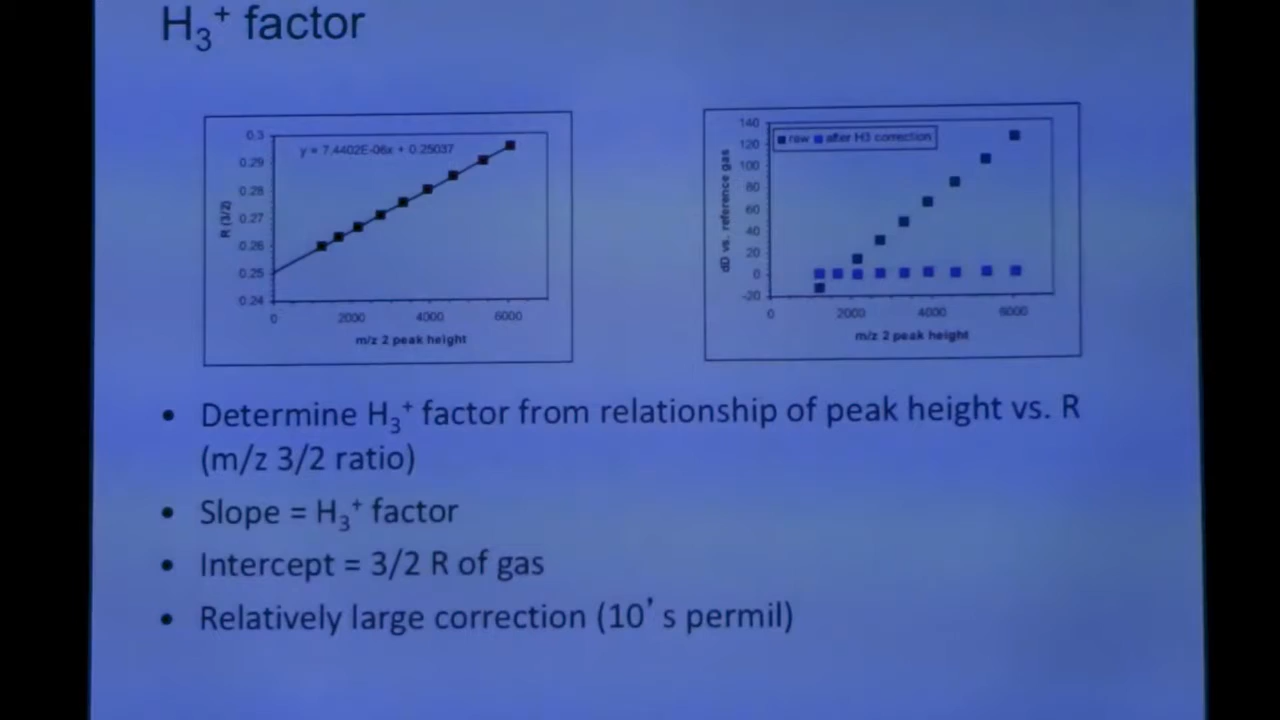 H₃⁺ factor
y = 7.4402E-06x + 0.25037
0.3
0.29
0.28
0.27
0.26
0.25
0.24
R (3/2)
0 2000 4000 6000
m/z 2 peak height
raw after H3 correction
140
120
100
80
60
40
20
0
-20
dD vs. reference gas
0 2000 4000 6000
m/z 2 peak height
• Determine H₃⁺ factor from relationship of peak height vs. R
(m/z 3/2 ratio)
• Slope = H₃⁺ factor
• Intercept = 3/2 R of gas
• Relatively large correction (10’ s permil)